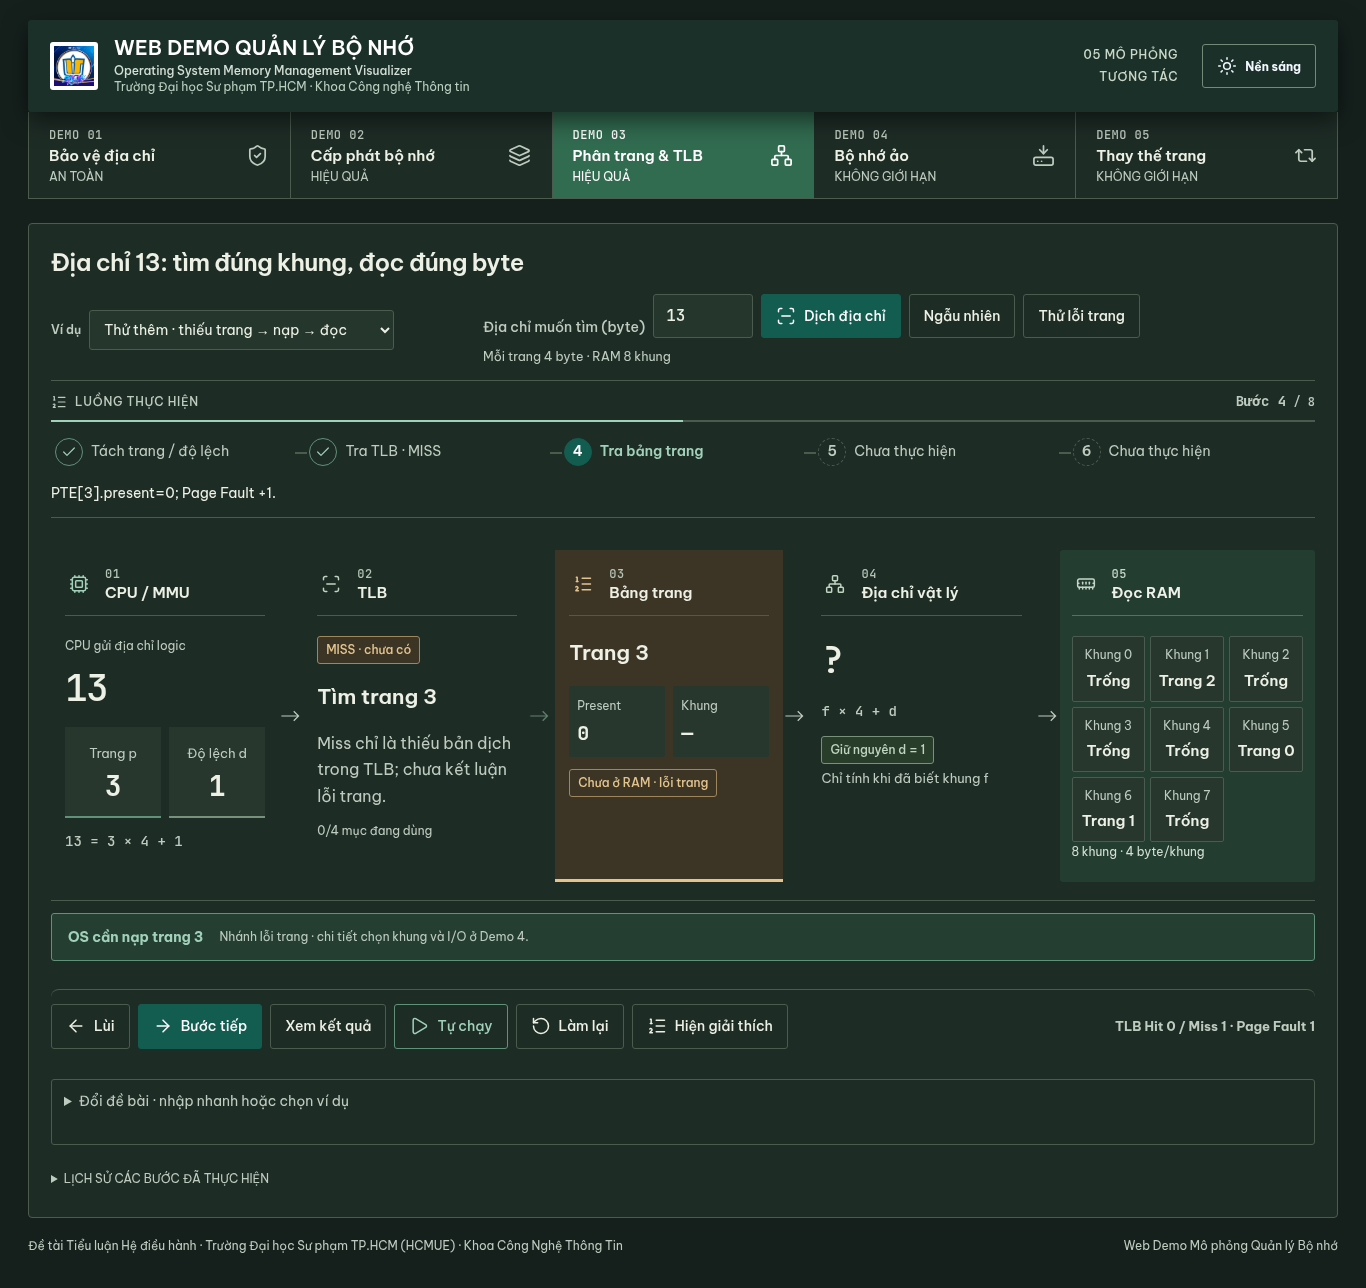 WEB DEMO QUẢN LÝ BỘ NHỚ
Operating System Memory Management Visualizer
Trường Đại học Sư phạm TP.HCM · Khoa Công nghệ Thông tin
05 MÔ PHỎNG
TƯƠNG TÁC
Nền sáng
DEMO 01
Bảo vệ địa chỉ
AN TOÀN
DEMO 02
Cấp phát bộ nhớ
HIỆU QUẢ
DEMO 03
Phân trang & TLB
HIỆU QUẢ
DEMO 04
Bộ nhớ ảo
KHÔNG GIỚI HẠN
DEMO 05
Thay thế trang
KHÔNG GIỚI HẠN
Địa chỉ 13: tìm đúng khung, đọc đúng byte
Ví dụ
Thử thêm · thiếu trang → nạp → đọc
Địa chỉ muốn tìm (byte)
13
Dịch địa chỉ
Ngẫu nhiên
Thử lỗi trang
Mỗi trang 4 byte · RAM 8 khung
LUỒNG THỰC HIỆN
Bước 4 / 8
Tách trang / độ lệch
Tra TLB · MISS
4 Tra bảng trang
5 Chưa thực hiện
6 Chưa thực hiện
PTE[3].present=0; Page Fault +1.
01
CPU / MMU
CPU gửi địa chỉ logic
13
Trang p
3
Độ lệch d
1
13 = 3 × 4 + 1
02
TLB
MISS · chưa có
Tìm trang 3
Miss chỉ là thiếu bản dịch
trong TLB; chưa kết luận
lỗi trang.
0/4 mục đang dùng
03
Bảng trang
Trang 3
Present
0
Khung
—
Chưa ở RAM · lỗi trang
04
Địa chỉ vật lý
?
f × 4 + d
Giữ nguyên d = 1
Chỉ tính khi đã biết khung f
05
Đọc RAM
Khung 0
Trống
Khung 1
Trang 2
Khung 2
Trống
Khung 3
Trống
Khung 4
Trống
Khung 5
Trang 0
Khung 6
Trang 1
Khung 7
Trống
8 khung · 4 byte/khung
OS cần nạp trang 3
Nhánh lỗi trang · chi tiết chọn khung và I/O ở Demo 4.
Lùi
Bước tiếp
Xem kết quả
Tự chạy
Làm lại
Hiện giải thích
TLB Hit 0 / Miss 1 · Page Fault 1
Đổi đề bài · nhập nhanh hoặc chọn ví dụ
LỊCH SỬ CÁC BƯỚC ĐÃ THỰC HIỆN
Đề tài Tiểu luận Hệ điều hành · Trường Đại học Sư phạm TP.HCM (HCMUE) · Khoa Công Nghệ Thông Tin
Web Demo Mô phỏng Quản lý Bộ nhớ